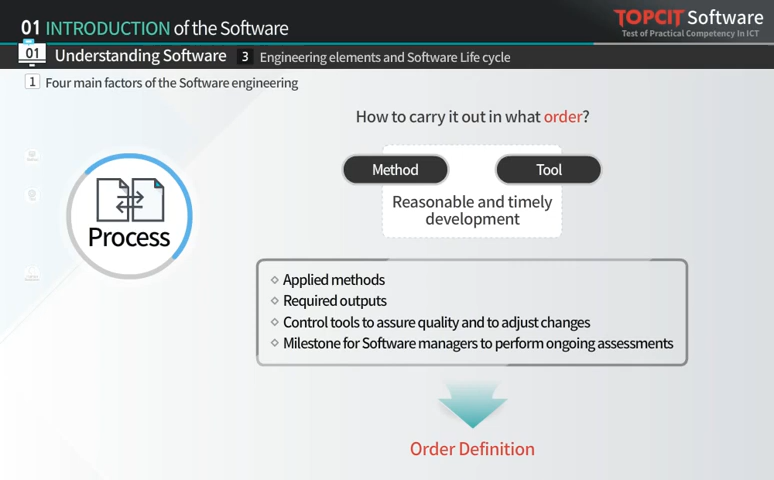 01 INTRODUCTION of the Software
TOPCIT Software
Test of Practical Competency In ICT
01 Understanding Software 3 Engineering elements and Software Life cycle
1 Four main factors of the Software engineering
How to carry it out in what order?
Method
Tool
Reasonable and timely
development
Process
Applied methods
Required outputs
Control tools to assure quality and to adjust changes
Milestone for Software managers to perform ongoing assessments
Order Definition